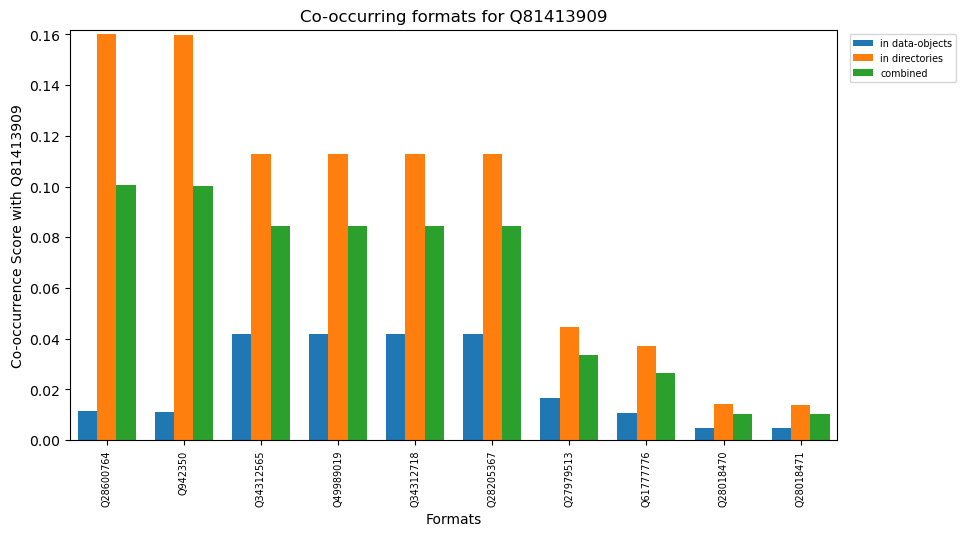 Co-occurring formats for Q81413909
Co-occurrence Score with Q81413909
0.16
0.14
0.12
0.10
0.08
0.06
0.04
0.02
0.00
Q28600764
Q942350
Q34312565
Q49989019
Q34312718
Q28205367
Q27979513
Q61777776
Q28018470
Q28018471
Formats
in data-objects
in directories
combined